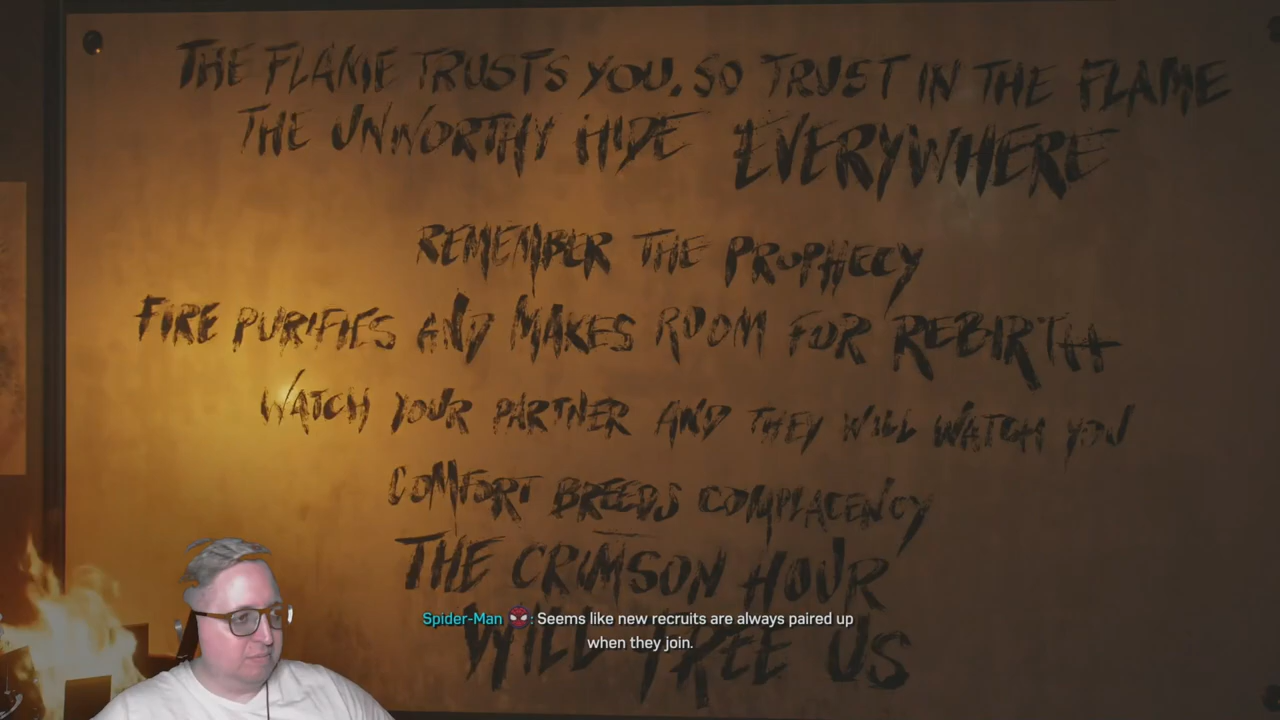 THE FLAME TRUSTS YOU. SO TRUST IN THE FLAME
THE UNWORTHY HIDE EVERYWHERE
REMEMBER THE PROPHECY
FIRE PURIFIES AND MAKES ROOM FOR REBIRTH
WATCH YOUR PARTNER AND THEY WILL WATCH YOU
COMFORT BREEDS COMPLACENCY
THE CRIMSON HOUR
WILL FREE US
Spider-Man : Seems like new recruits are always paired up
when they join.